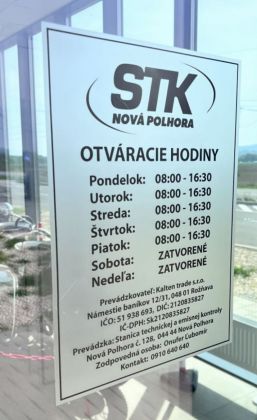 STK
NOVÁ POLHORA
OTVÁRACIE HODINY
Pondelok: 08:00 - 16:30
Utorok: 08:00 - 16:30
Streda: 08:00 - 16:30
Štvrtok: 08:00 - 16:30
Piatok: 08:00 - 16:30
Sobota: ZATVORENÉ
Nedeľa: ZATVORENÉ
Prevádzkovateľ: Kalten trade s.r.o.
Námestie baníkov 12/31, 048 01 Rožňava
IČO: 51 938 693, DIČ: 2120835827
IČ-DPH: Sk2120835827
Prevádzka: Stanica technickej a emisnej kontroly
Nová Polhora č. 128, 044 44 Nová Polhora
Zodpovedná osoba: Onufer Ľubomír
Kontakt: 0910 640 640